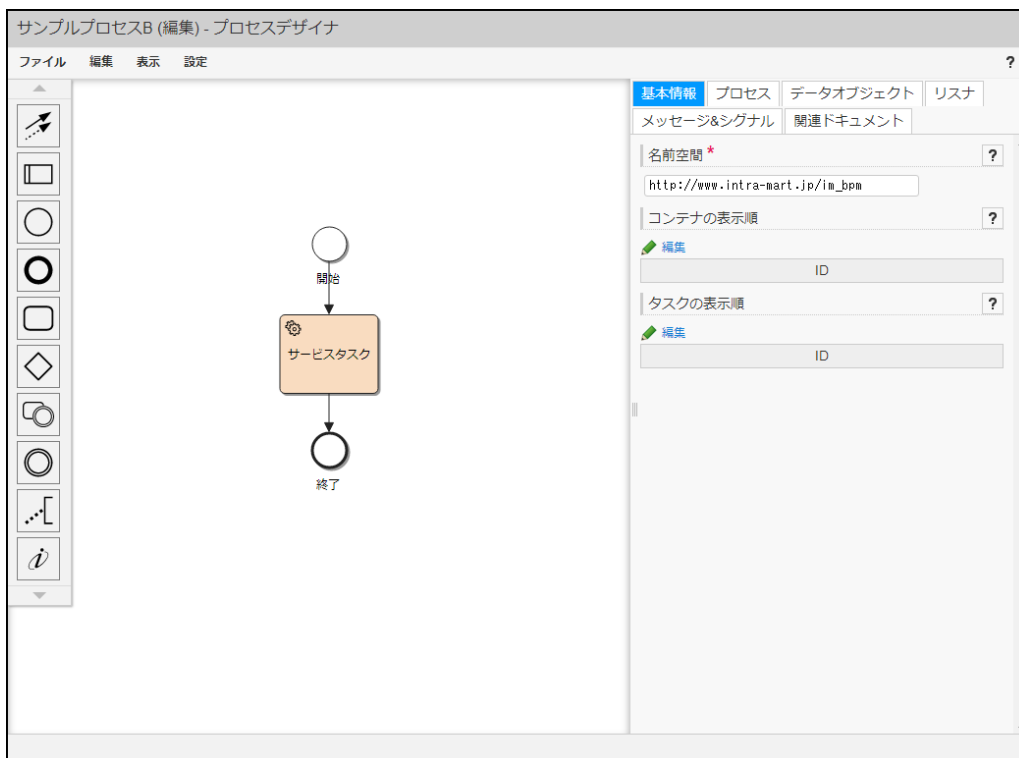 サンプルプロセスB (編集) - プロセスデザイナ
ファイル 編集 表示 設定 ?
基本情報 プロセス データオブジェクト リスナ
メッセージ&シグナル 関連ドキュメント
名前空間 * ?
http://www.intra-mart.jp/im_bpm
コンテナの表示順 ?
編集
ID
タスクの表示順 ?
編集
ID
開始
サービスタスク
終了